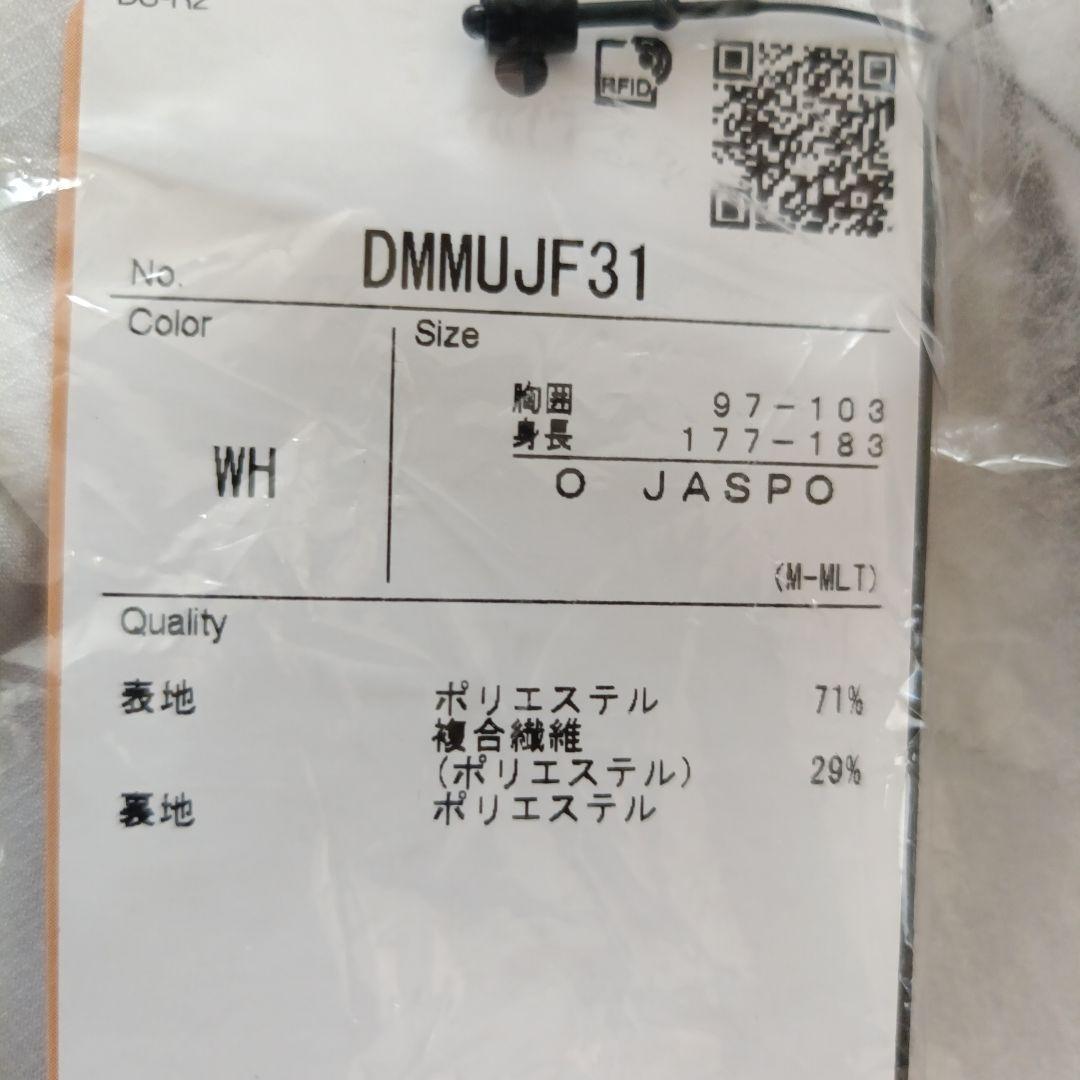 RFID
No. DMMUJF31
Color Size
胸囲 97-103
身長 177-183
WH
O JASPO
(M-MLT)
Quality
表地 ポリエステル 71%
複合繊維
(ポリエステル) 29%
裏地 ポリエステル